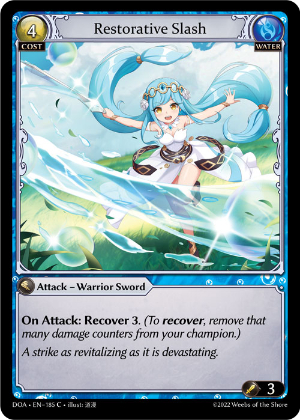 4
Restorative Slash
COST
WATER
Attack – Warrior Sword
On Attack: Recover 3. (To recover, remove that
many damage counters from your champion.)
A strike as revitalizing as it is devastating.
3
DOA • EN - 185 C • illust: 道湲
©2022 Weebs of the Shore